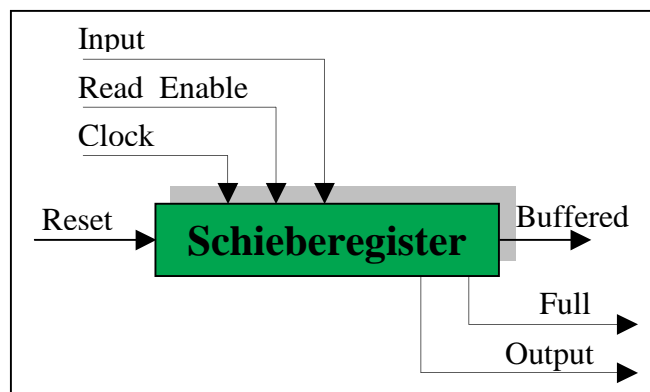 Input
Read Enable
Clock
Reset
Schieberegister
Buffered
Full
Output